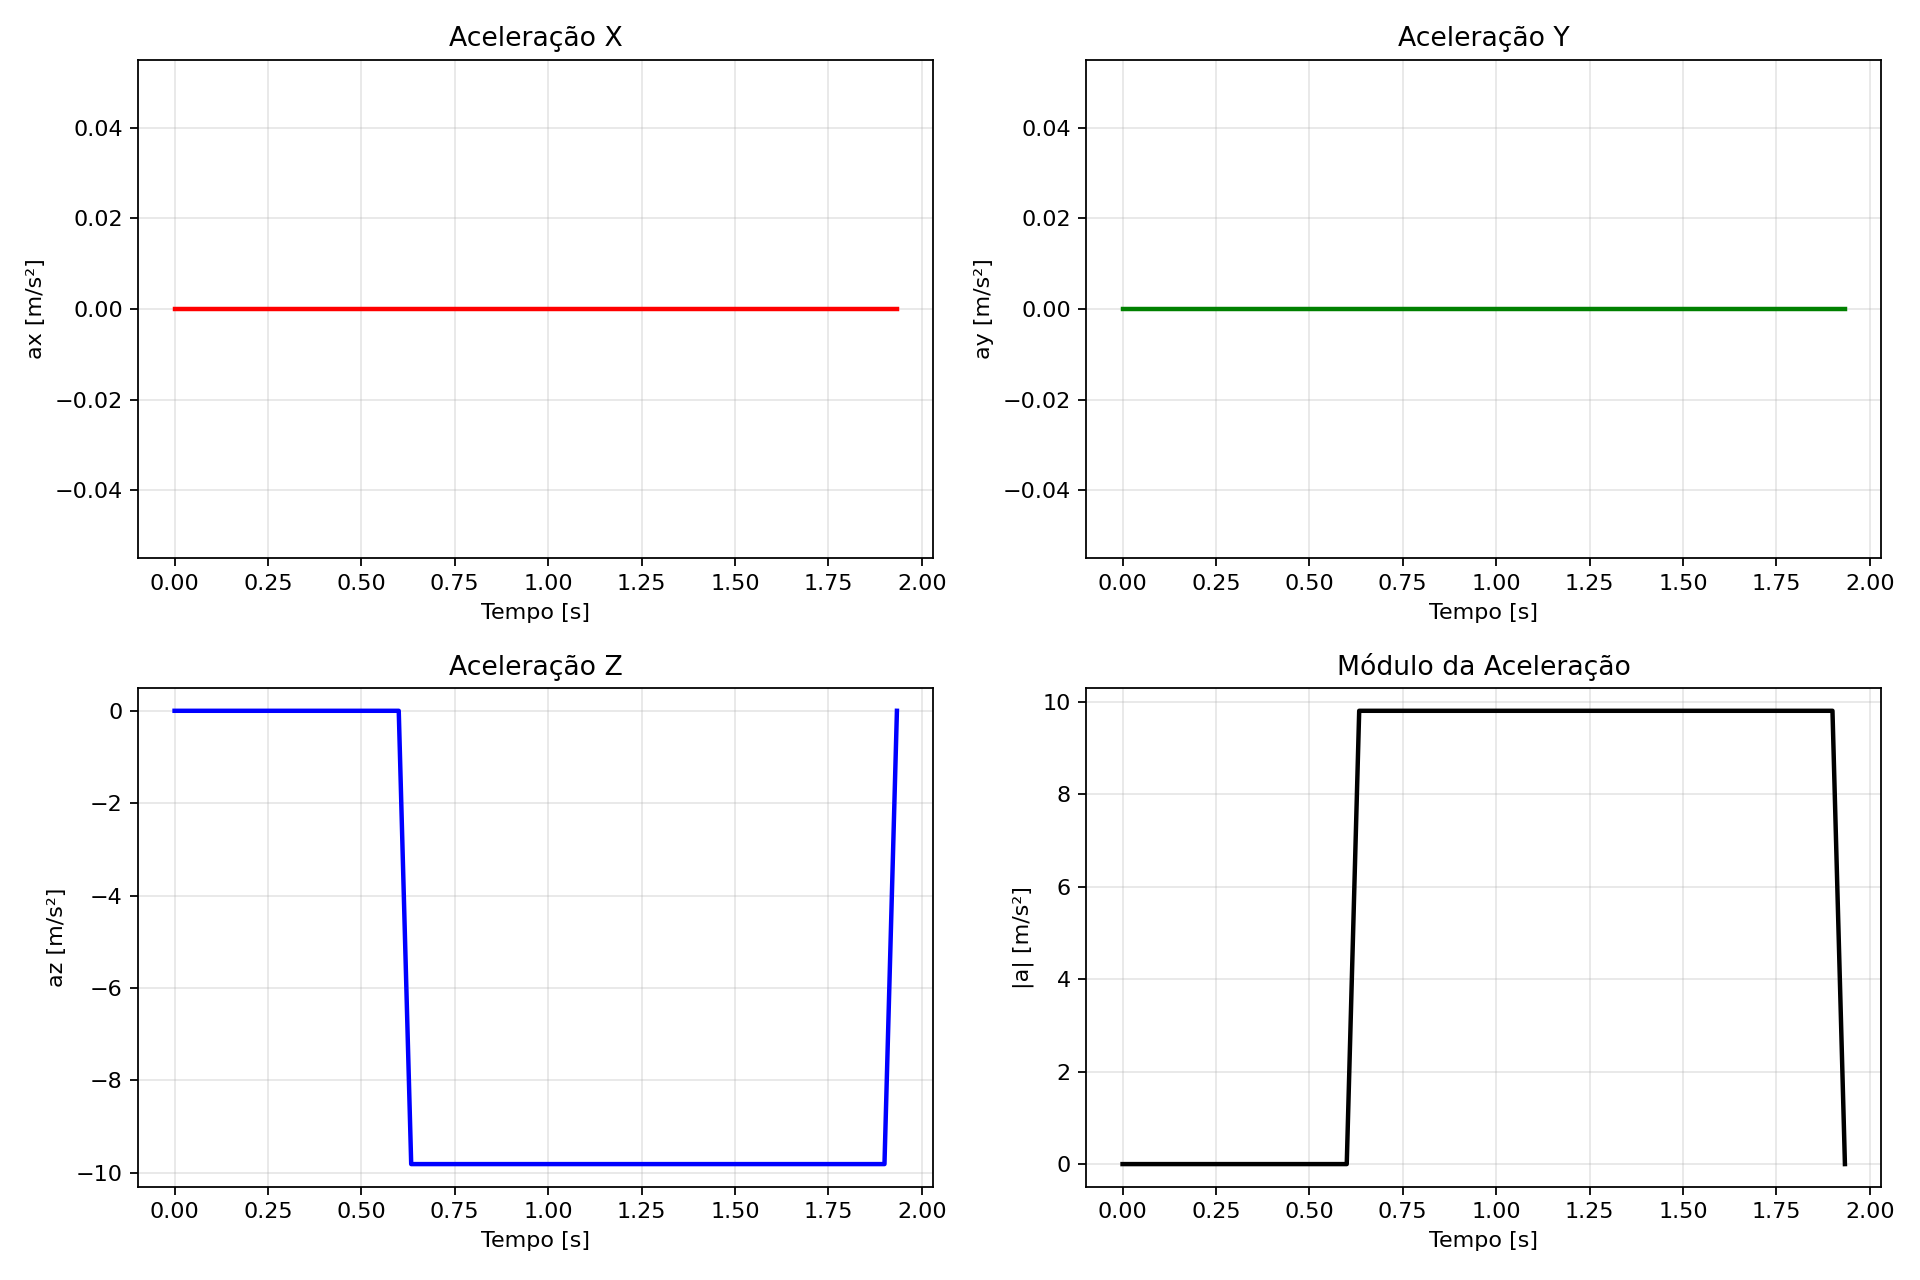 Aceleração X
0.04
0.02
0.00
−0.02
−0.04
ax [m/s²]
0.00 0.25 0.50 0.75 1.00 1.25 1.50 1.75 2.00
Tempo [s]
Aceleração Y
0.04
0.02
0.00
−0.02
−0.04
ay [m/s²]
0.00 0.25 0.50 0.75 1.00 1.25 1.50 1.75 2.00
Tempo [s]
Aceleração Z
0
−2
−4
−6
−8
−10
az [m/s²]
0.00 0.25 0.50 0.75 1.00 1.25 1.50 1.75 2.00
Tempo [s]
Módulo da Aceleração
10
8
6
4
2
0
|a| [m/s²]
0.00 0.25 0.50 0.75 1.00 1.25 1.50 1.75 2.00
Tempo [s]